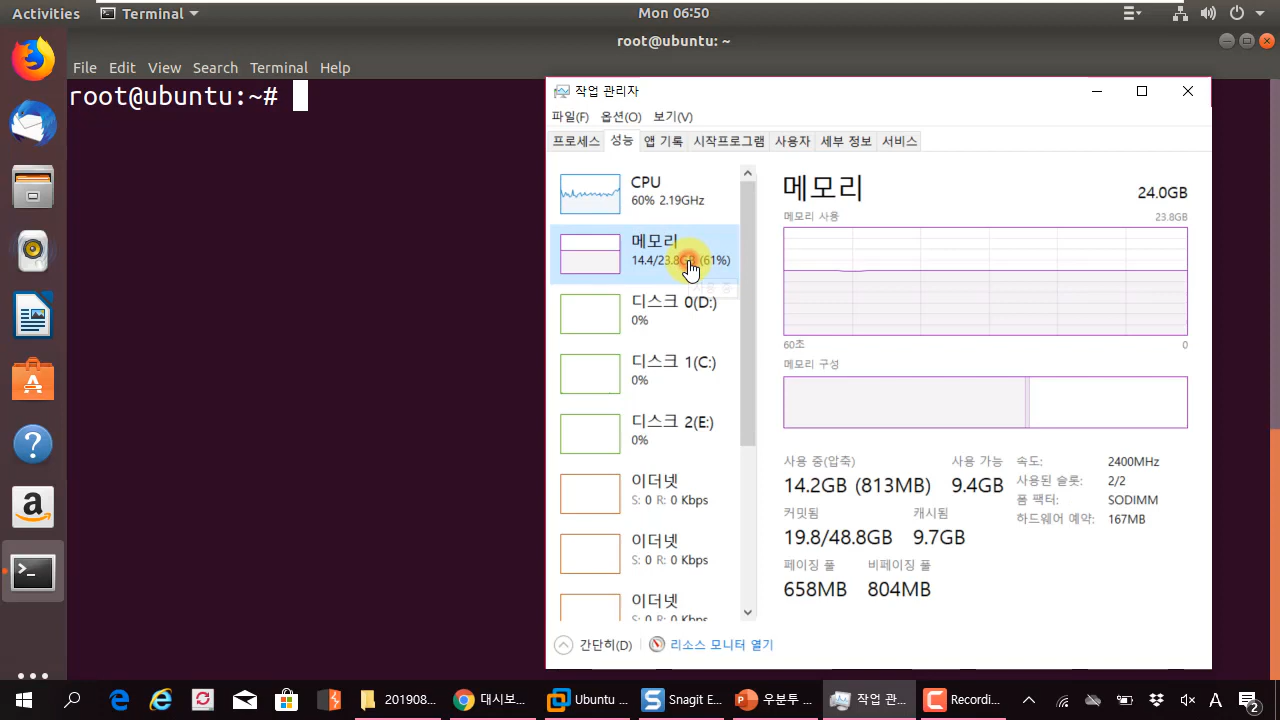 Activities Terminal Mon 06:50
root@ubuntu: ~
File Edit View Search Terminal Help
root@ubuntu:~#
작업 관리자
파일(F) 옵션(O) 보기(V)
프로세스 성능 앱 기록 시작프로그램 사용자 세부 정보 서비스
CPU
60% 2.19GHz
메모리
14.4/23.8GB (61%)
디스크 0(D:)
0%
디스크 1(C:)
0%
디스크 2(E:)
0%
이더넷
S: 0 R: 0 Kbps
이더넷
S: 0 R: 0 Kbps
이더넷
S: 0 R: 0 Kbps
메모리 24.0GB
메모리 사용 23.8GB
60초 0
메모리 구성
사용 중(압축) 사용 가능
14.2GB (813MB) 9.4GB
커밋됨 캐시됨
19.8/48.8GB 9.7GB
페이징 풀 비페이징 풀
658MB 804MB
속도: 2400MHz
사용된 슬롯: 2/2
폼 팩터: SODIMM
하드웨어 예약: 167MB
간단히(D) 리소스 모니터 열기
201908... 대시보... Ubuntu ... Snagit E... 우분투 ... 작업 관... Recordi... A 2